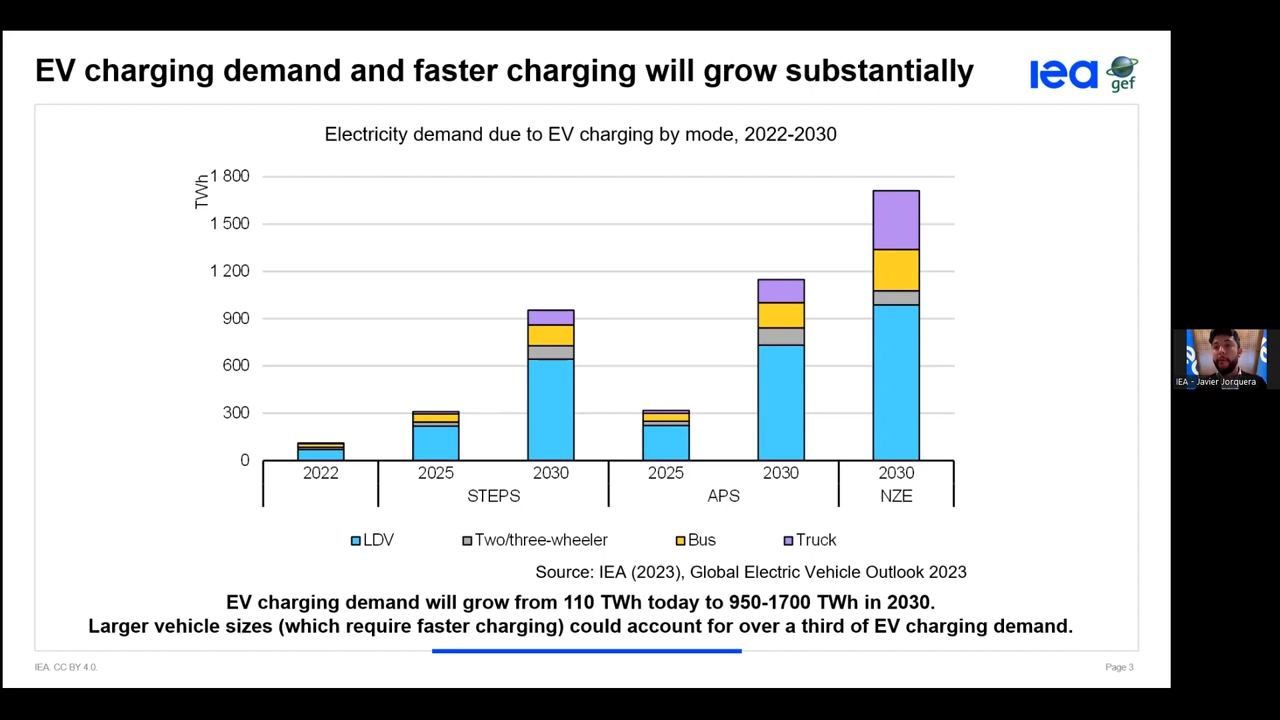 EV charging demand and faster charging will grow substantially
iea
gef
Electricity demand due to EV charging by mode, 2022-2030
TWh
1 800
1 500
1 200
900
600
300
0
2022 2025 2030 2025 2030 2030
STEPS APS NZE
LDV Two/three-wheeler Bus Truck
Source: IEA (2023), Global Electric Vehicle Outlook 2023
EV charging demand will grow from 110 TWh today to 950-1700 TWh in 2030.
Larger vehicle sizes (which require faster charging) could account for over a third of EV charging demand.
IEA. CC BY 4.0.
Page 3
IEA - Javier Jorquera